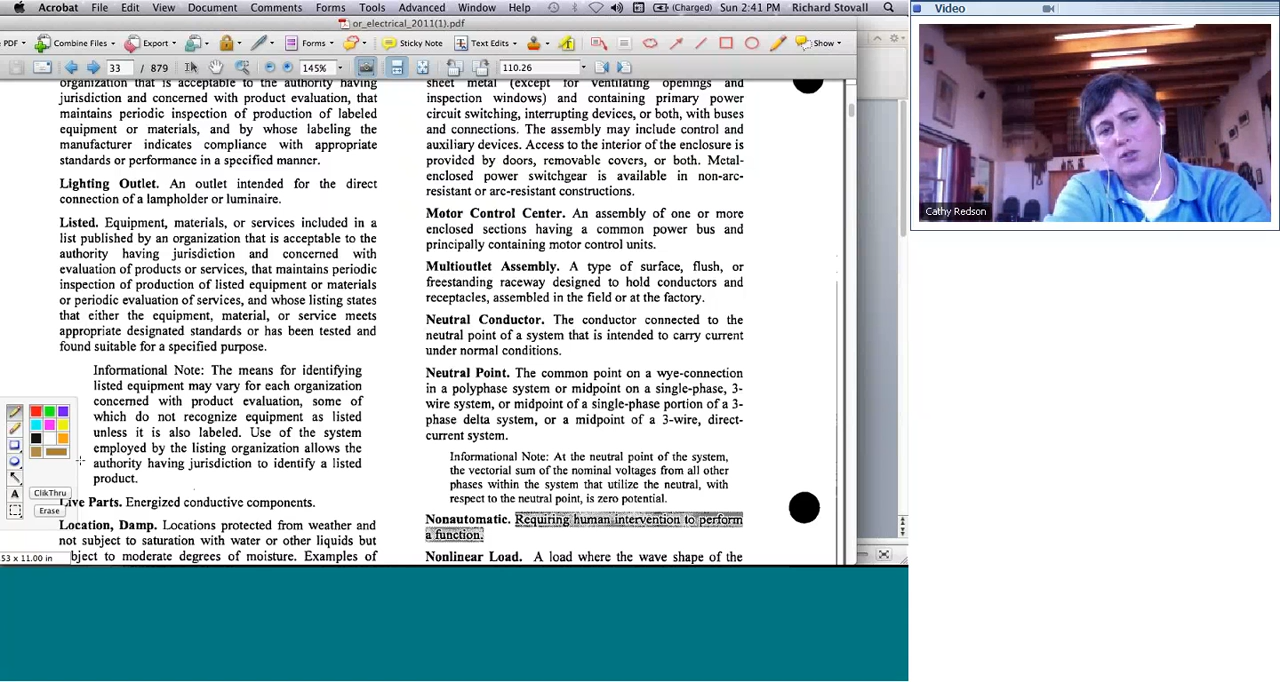 Acrobat File Edit View Document Comments Forms Tools Advanced Window Help (Charged) Sun 2:41 PM Richard Stovall
Video
or_electrical_2011(1).pdf
PDF Combine Files Export Forms Sticky Note Text Edits Show
33 / 879 145% 110.26
organization that is acceptable to the authority having
jurisdiction and concerned with product evaluation, that
maintains periodic inspection of production of labeled
equipment or materials, and by whose labeling the
manufacturer indicates compliance with appropriate
standards or performance in a specified manner.
Lighting Outlet. An outlet intended for the direct
connection of a lampholder or luminaire.
Listed. Equipment, materials, or services included in a
list published by an organization that is acceptable to the
authority having jurisdiction and concerned with
evaluation of products or services, that maintains periodic
inspection of production of listed equipment or materials
or periodic evaluation of services, and whose listing states
that either the equipment, material, or service meets
appropriate designated standards or has been tested and
found suitable for a specified purpose.
Informational Note: The means for identifying
listed equipment may vary for each organization
concerned with product evaluation, some of
which do not recognize equipment as listed
unless it is also labeled. Use of the system
employed by the listing organization allows the
authority having jurisdiction to identify a listed
product.
Live Parts. Energized conductive components.
Location, Damp. Locations protected from weather and
not subject to saturation with water or other liquids but
bject to moderate degrees of moisture. Examples of
sheet metal (except for ventilating openings and
inspection windows) and containing primary power
circuit switching, interrupting devices, or both, with buses
and connections. The assembly may include control and
auxiliary devices. Access to the interior of the enclosure is
provided by doors, removable covers, or both. Metal-
enclosed power switchgear is available in non-arc-
resistant or arc-resistant constructions.
Motor Control Center. An assembly of one or more
enclosed sections having a common power bus and
principally containing motor control units.
Multioutlet Assembly. A type of surface, flush, or
freestanding raceway designed to hold conductors and
receptacles, assembled in the field or at the factory.
Neutral Conductor. The conductor connected to the
neutral point of a system that is intended to carry current
under normal conditions.
Neutral Point. The common point on a wye-connection
in a polyphase system or midpoint on a single-phase, 3-
wire system, or midpoint of a single-phase portion of a 3-
phase delta system, or a midpoint of a 3-wire, direct-
current system.
Informational Note: At the neutral point of the system,
the vectorial sum of the nominal voltages from all other
phases within the system that utilize the neutral, with
respect to the neutral point, is zero potential.
Nonautomatic. Requiring human intervention to perform
a function.
Nonlinear Load. A load where the wave shape of the
A
ClikThru
Erase
53 x 11.00 in
Cathy Redson